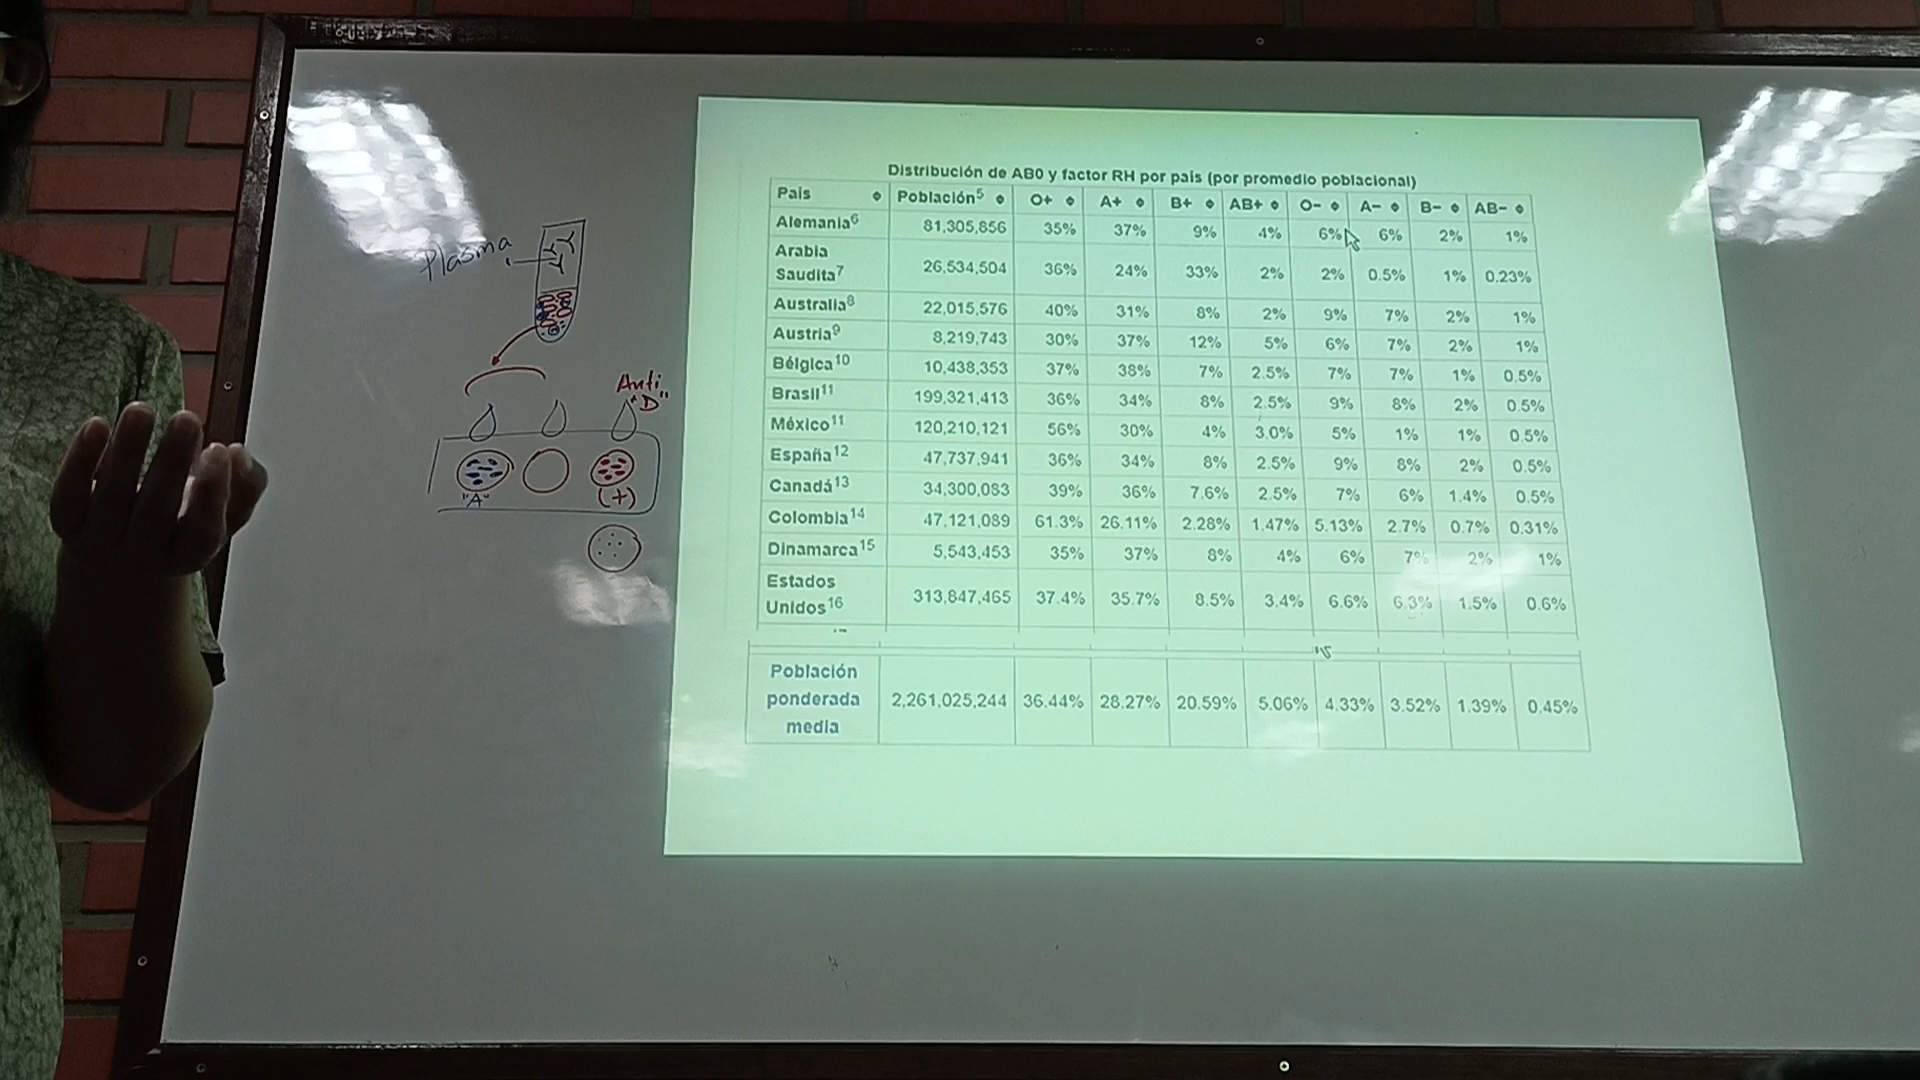 Plasma
Anti
"D"
"A"
(+)
Distribución de AB0 y factor RH por país (por promedio poblacional)
País Población5 O+ A+ B+ AB+ O- A- B- AB-
Alemania6 81,305,856 35% 37% 9% 4% 6% 6% 2% 1%
Arabia
Saudita7 26,534,504 36% 24% 33% 2% 2% 0.5% 1% 0.23%
Australia8 22,015,576 40% 31% 8% 2% 9% 7% 2% 1%
Austria9 8,219,743 30% 37% 12% 5% 6% 7% 2% 1%
Bélgica10 10,438,353 37% 38% 7% 2.5% 7% 7% 1% 0.5%
Brasil11 199,321,413 36% 34% 8% 2.5% 9% 8% 2% 0.5%
México11 120,210,121 56% 30% 4% 3.0% 5% 1% 1% 0.5%
España12 47,737,941 36% 34% 8% 2.5% 9% 8% 2% 0.5%
Canadá13 34,300,083 39% 36% 7.6% 2.5% 7% 6% 1.4% 0.5%
Colombia14 47,121,089 61.3% 26.11% 2.28% 1.47% 5.13% 2.7% 0.7% 0.31%
Dinamarca15 5,543,453 35% 37% 8% 4% 6% 7% 2% 1%
Estados
Unidos16 313,847,465 37.4% 35.7% 8.5% 3.4% 6.6% 6.3% 1.5% 0.6%
Población
ponderada
media 2,261,025,244 36.44% 28.27% 20.59% 5.06% 4.33% 3.52% 1.39% 0.45%